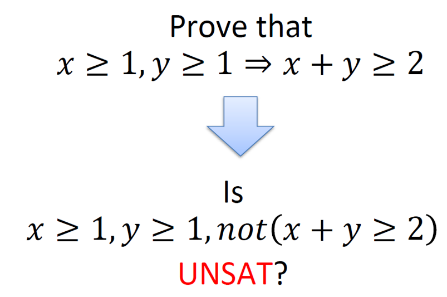 Prove that
x ≥ 1, y ≥ 1 ⇒ x + y ≥ 2
Is
x ≥ 1, y ≥ 1, not(x + y ≥ 2)
UNSAT?